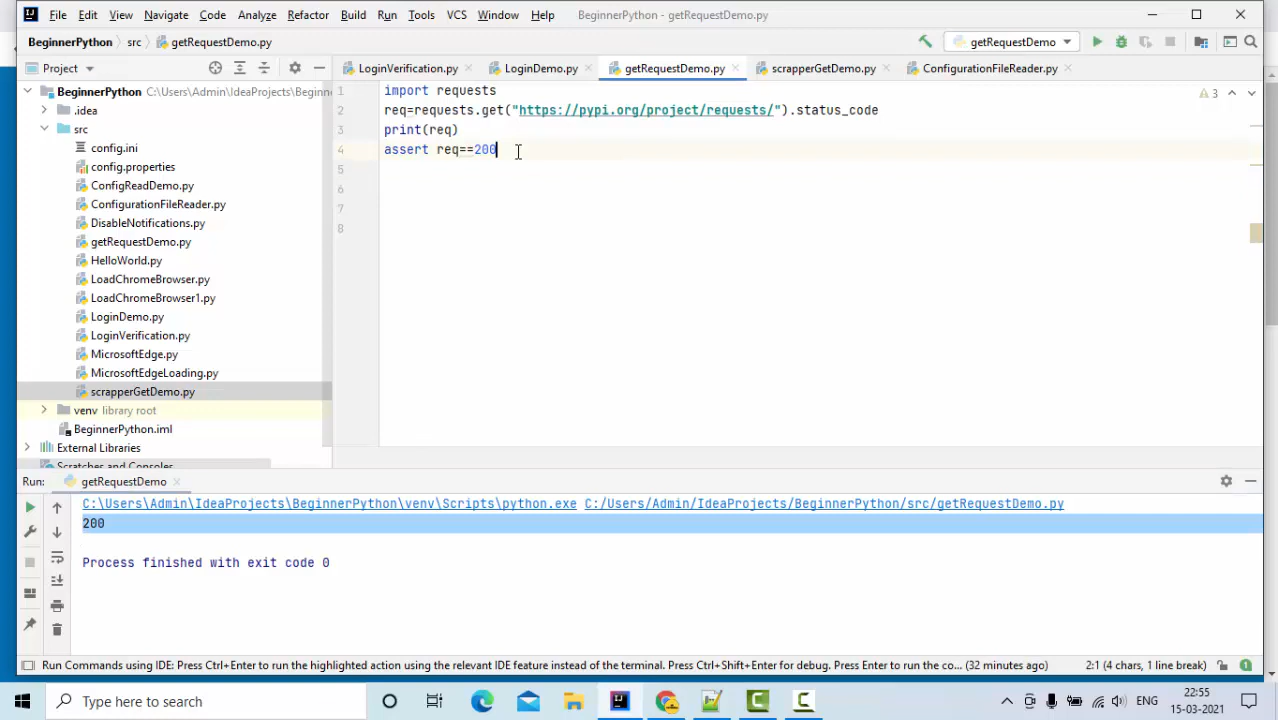 File Edit View Navigate Code Analyze Refactor Build Run Tools VCS Window Help BeginnerPython - getRequestDemo.py
BeginnerPython src getRequestDemo.py getRequestDemo
Project LoginVerification.py LoginDemo.py getRequestDemo.py scrapperGetDemo.py ConfigurationFileReader.py
BeginnerPython C:\Users\Admin\IdeaProjects\Beginn
.idea
src
config.ini
config.properties
ConfigReadDemo.py
ConfigurationFileReader.py
DisableNotifications.py
getRequestDemo.py
HelloWorld.py
LoadChromeBrowser.py
LoadChromeBrowser1.py
LoginDemo.py
LoginVerification.py
MicrosoftEdge.py
MicrosoftEdgeLoading.py
scrapperGetDemo.py
venv library root
BeginnerPython.iml
External Libraries
Scratches and Consoles
1 import requests
2 req=requests.get("https://pypi.org/project/requests/").status_code
3 print(req)
4 assert req==200
5
6
7
8
3
Run: getRequestDemo
C:\Users\Admin\IdeaProjects\BeginnerPython\venv\Scripts\python.exe C:/Users/Admin/IdeaProjects/BeginnerPython/src/getRequestDemo.py
200
Process finished with exit code 0
Run Commands using IDE: Press Ctrl+Enter to run the highlighted action using the relevant IDE feature instead of the terminal. Press Ctrl+Shift+Enter for debug. Press Enter to run the co... (32 minutes ago) 2:1 (4 chars, 1 line break) 1
Type here to search ENG 22:55
15-03-2021